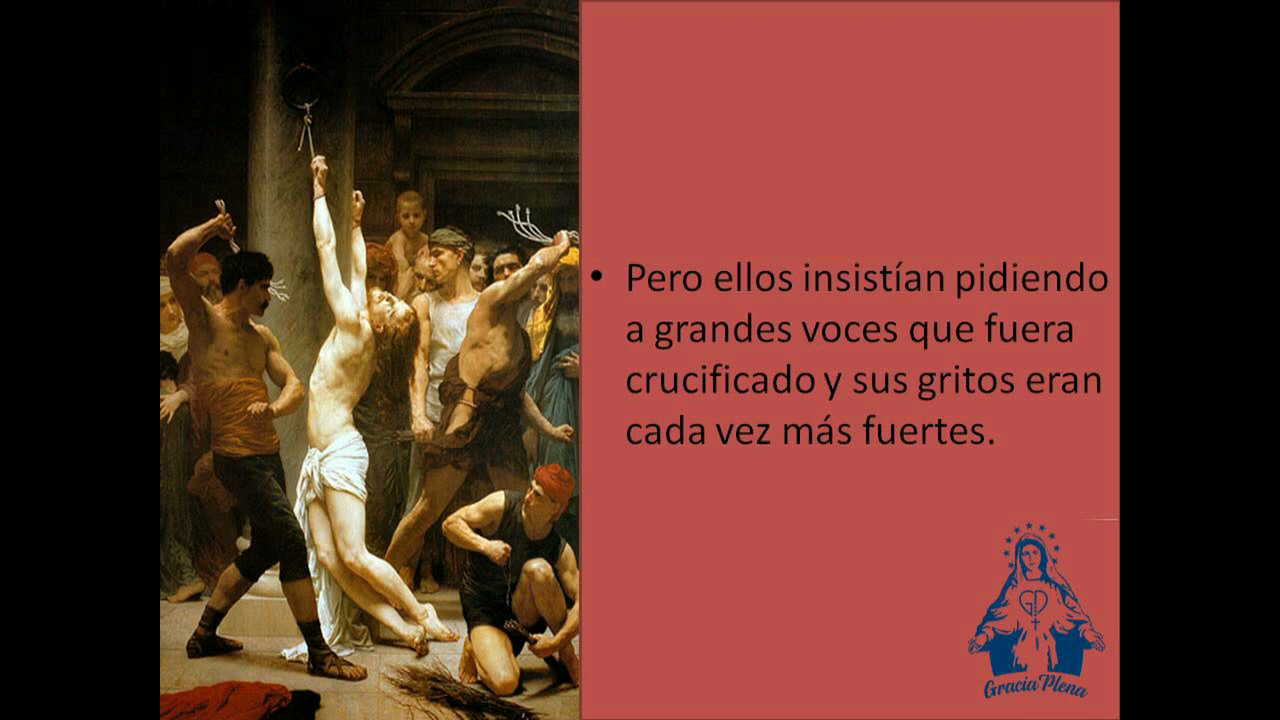 • Pero ellos insistían pidiendo
a grandes voces que fuera
crucificado y sus gritos eran
cada vez más fuertes.
Gracia Plena